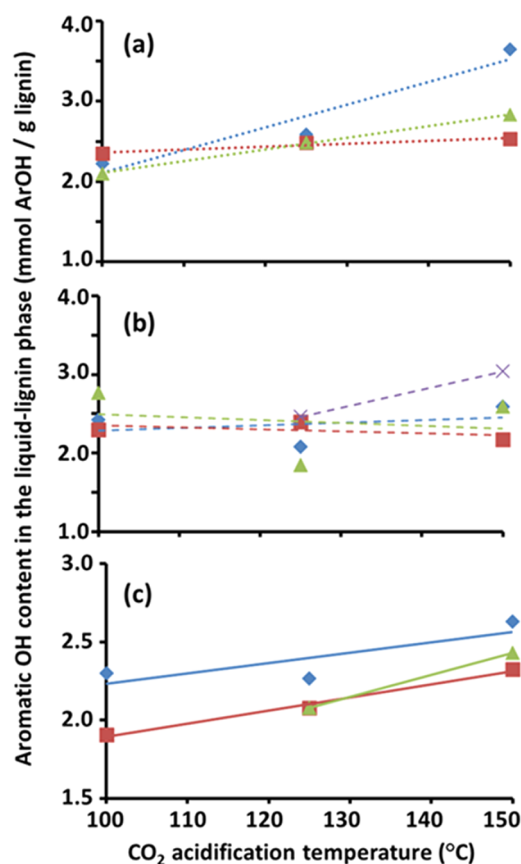 Aromatic OH content in the liquid-lignin phase (mmol ArOH / g lignin)
(a)
4.0
3.0
2.0
1.0
(b)
4.0
3.0
2.0
1.0
(c)
3.0
2.5
2.0
1.5
100 110 120 130 140 150
CO₂ acidification temperature (°C)